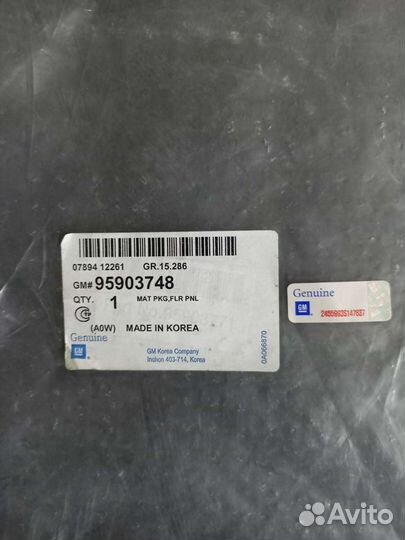 07894 12261 GR.15.286
GM# 95903748
QTY. 1 MAT PKG,FLR PNL
(A0W) MADE IN KOREA
Genuine
GM
GM Korea Company
Inchon 403-714, Korea
0A066870
Genuine
GM
Avito